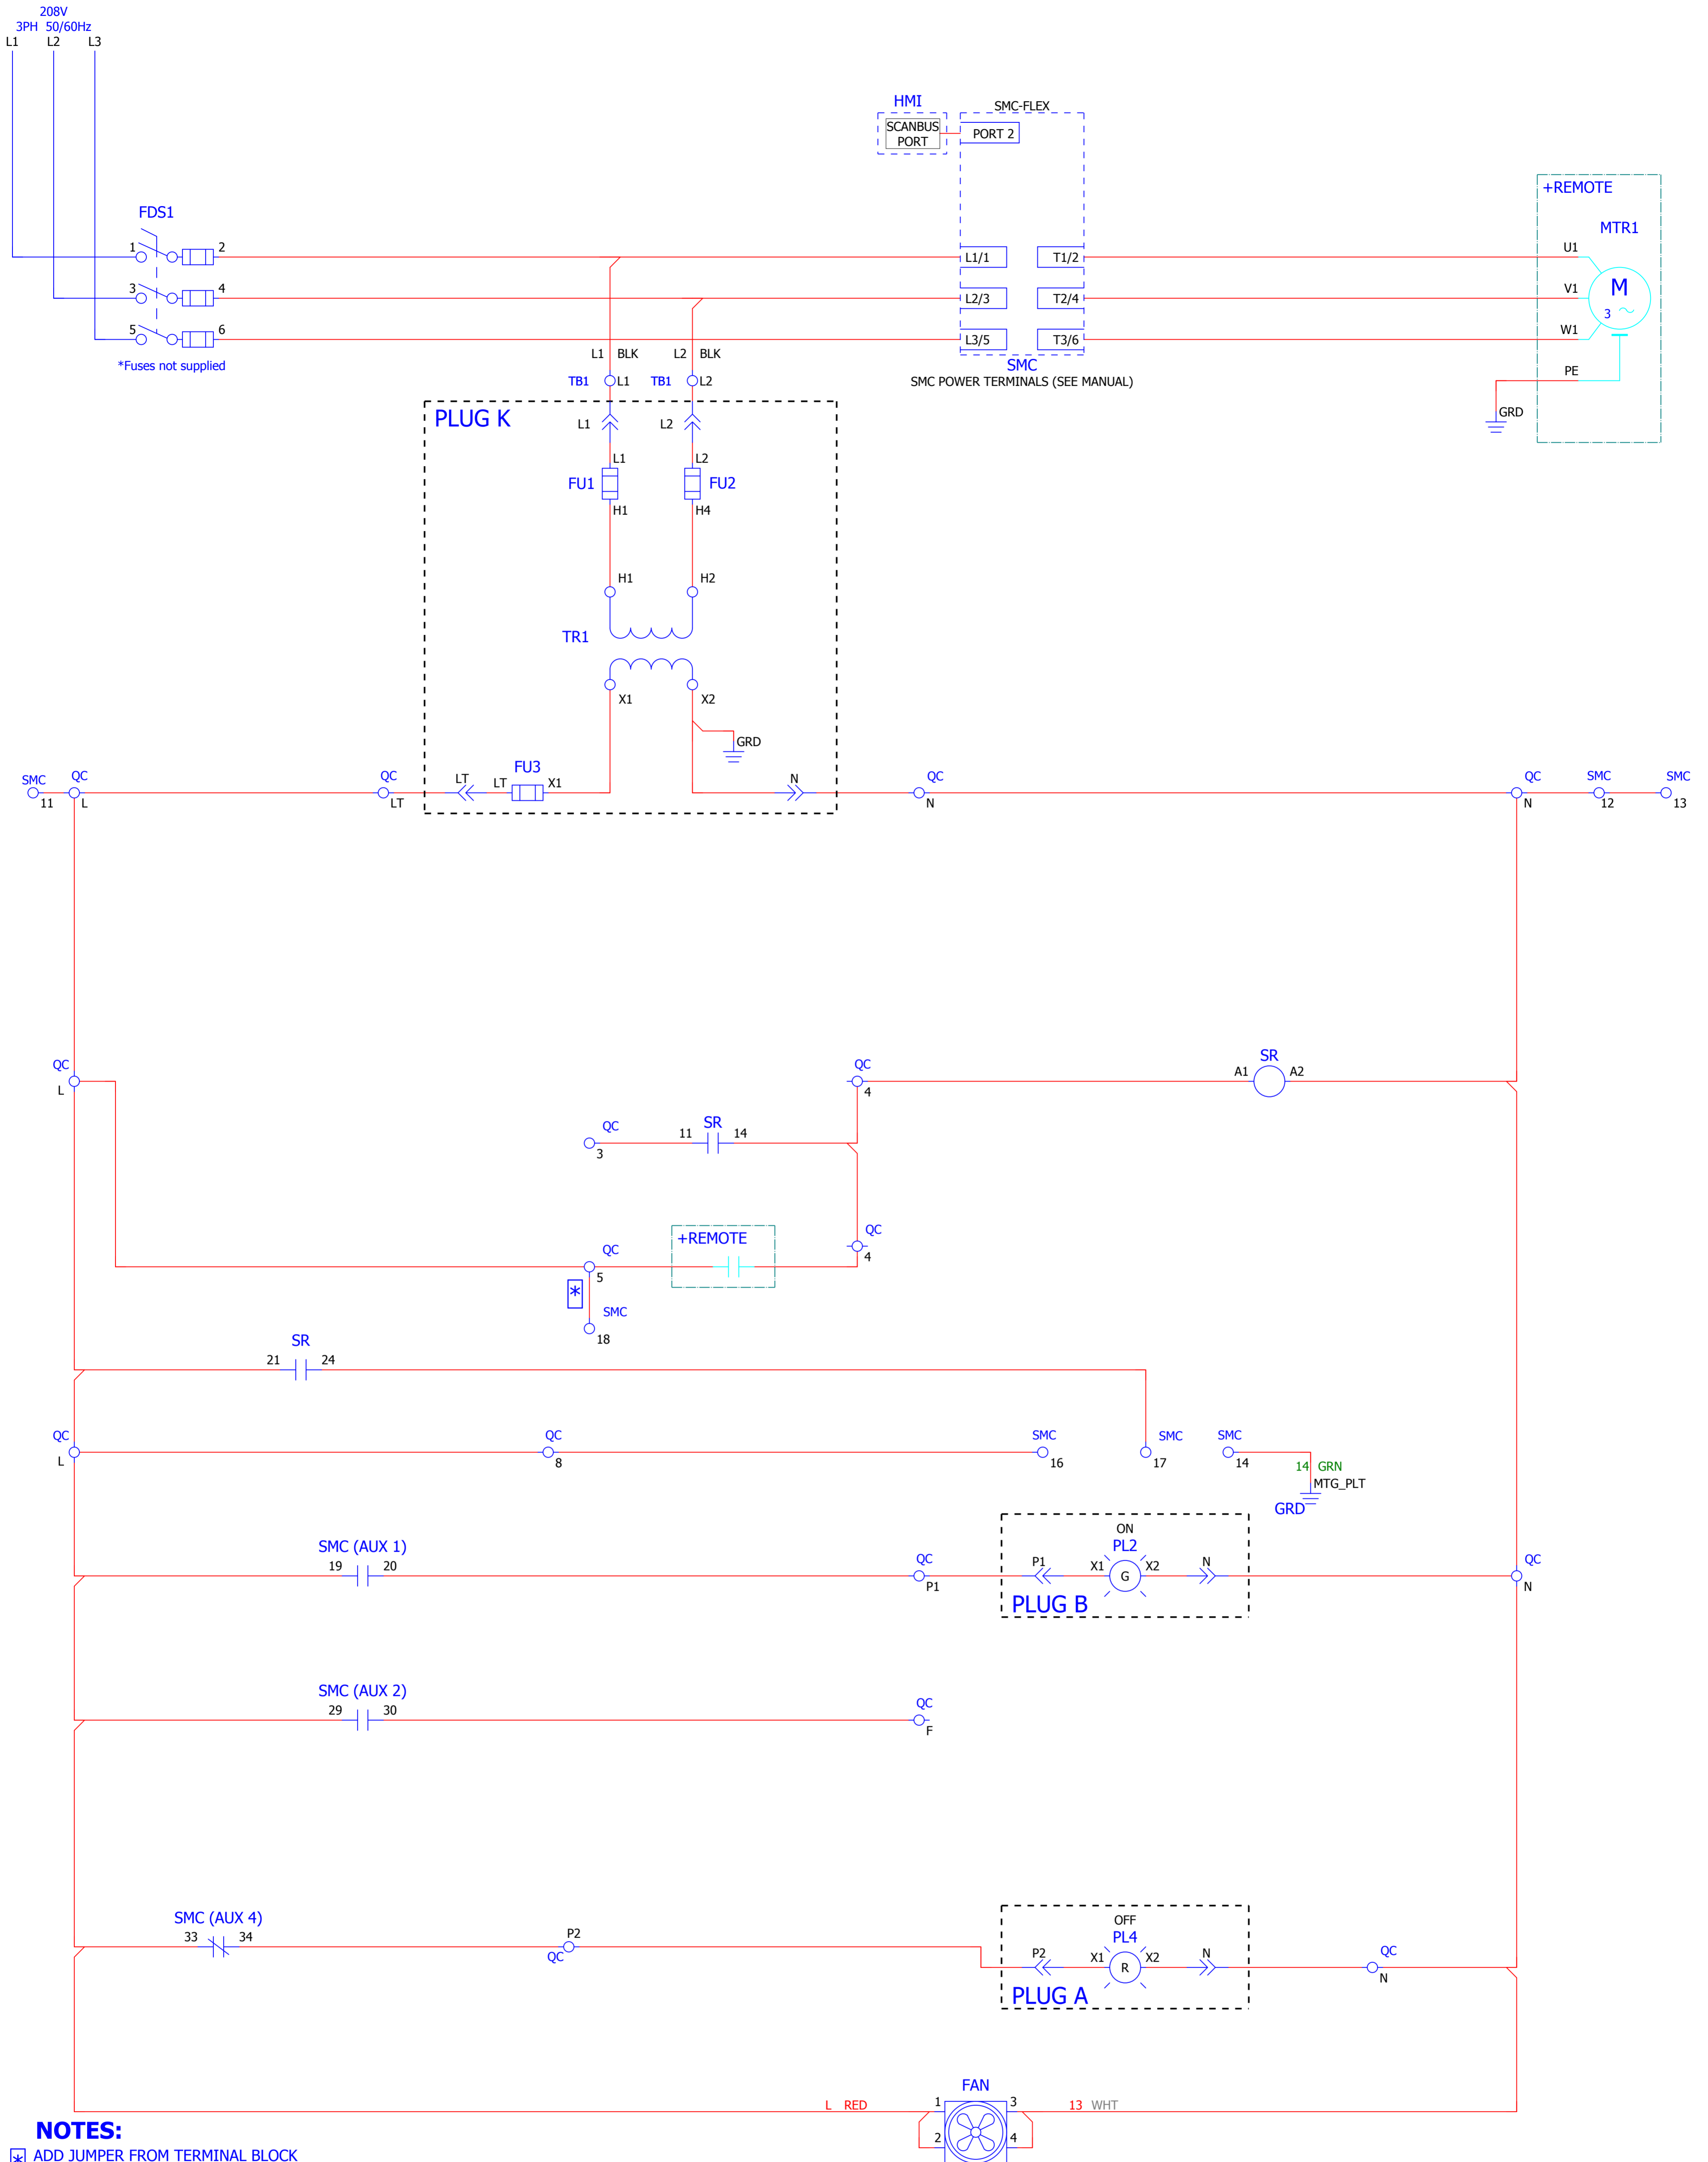 208V
3PH 50/60Hz
L1 L2 L3
HMI
SCANBUS
PORT
SMC-FLEX
PORT 2
+REMOTE
MTR1
FDS1
1 2
3 4
5 6
*Fuses not supplied
L1/1 T1/2
L2/3 T2/4
L3/5 T3/6
SMC
SMC POWER TERMINALS (SEE MANUAL)
U1
V1
W1
PE
M
3
GRD
L1 BLK L2 BLK
TB1 L1 TB1 L2
PLUG K
L1 L2
L1 L2
FU1 FU2
H1 H4
H1 H2
TR1
X1 X2
GRD
FU3
LT LT X1 N
SMC QC QC QC QC SMC SMC
11 L LT N N 12 13
QC
L
QC
4
SR
A1 A2
QC
3
SR
11 14
QC
4
+REMOTE
QC
5
*
SMC
18
SR
21 24
QC QC SMC SMC SMC
L 8 16 17 14
14 GRN
MTG_PLT
GRD
SMC (AUX 1)
19 20
QC
P1
ON
PL2
P1 X1 G X2 N
PLUG B
QC
N
SMC (AUX 2)
29 30
QC
F
SMC (AUX 4)
33 34
P2
QC
OFF
PL4
P2 X1 R X2 N
PLUG A
QC
N
FAN
L RED 1 3 13 WHT
2 4
NOTES:
* ADD JUMPER FROM TERMINAL BLOCK